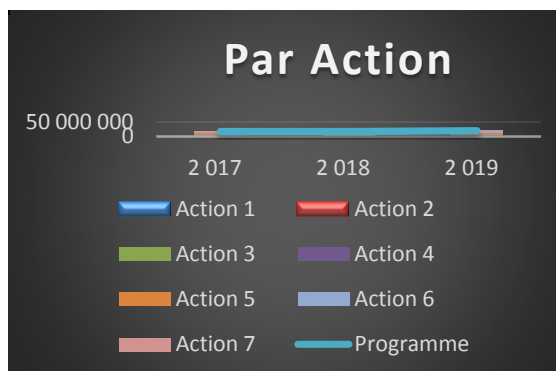 Par Action
50 000 000
0
2 017 2 018 2 019
Action 1 Action 2
Action 3 Action 4
Action 5 Action 6
Action 7 Programme